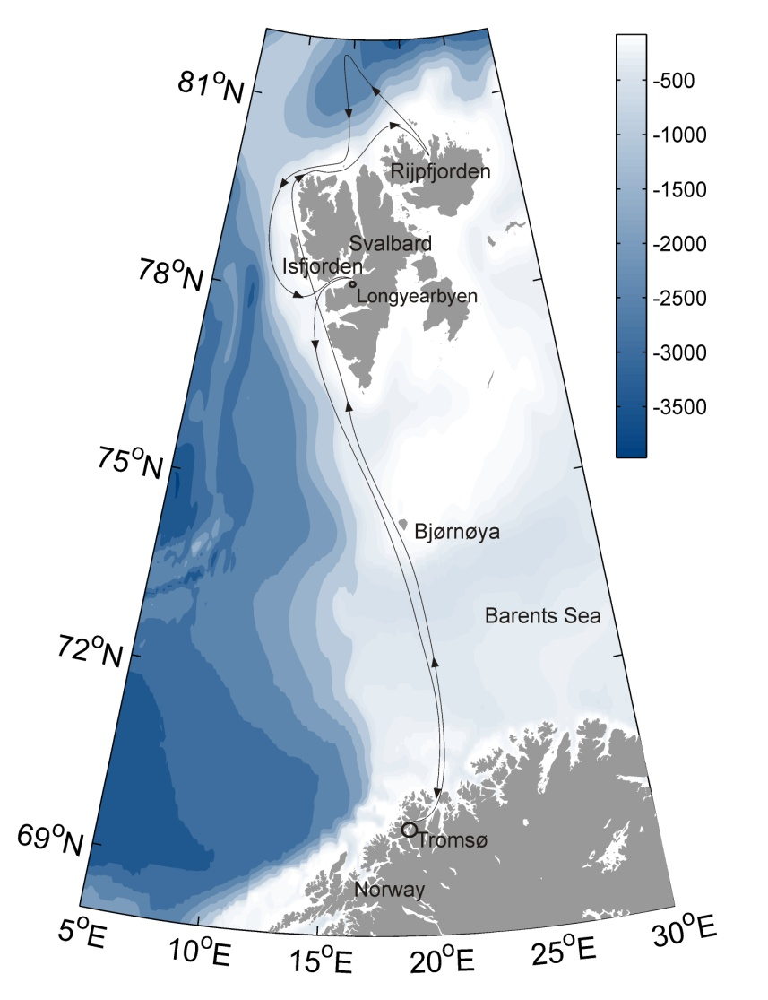 81°N
-500
-1000
Rijpfjorden
-1500
Svalbard
-2000
Isfjorden
78°N
Longyearbyen
-2500
-3000
-3500
75°N
Bjørnøya
Barents Sea
72°N
69°N
Tromsø
Norway
5°E
10°E
15°E
20°E
25°E
30°E